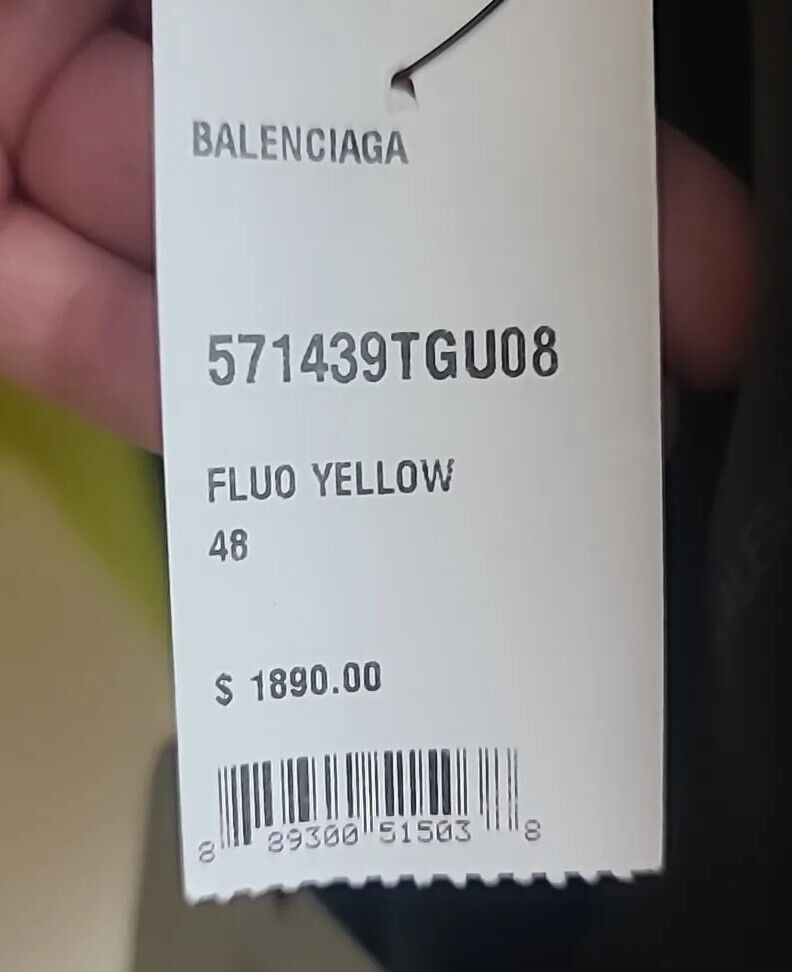 BALENCIAGA
571439TGU08
FLUO YELLOW
48
$ 1890.00
8 89300 51503 8